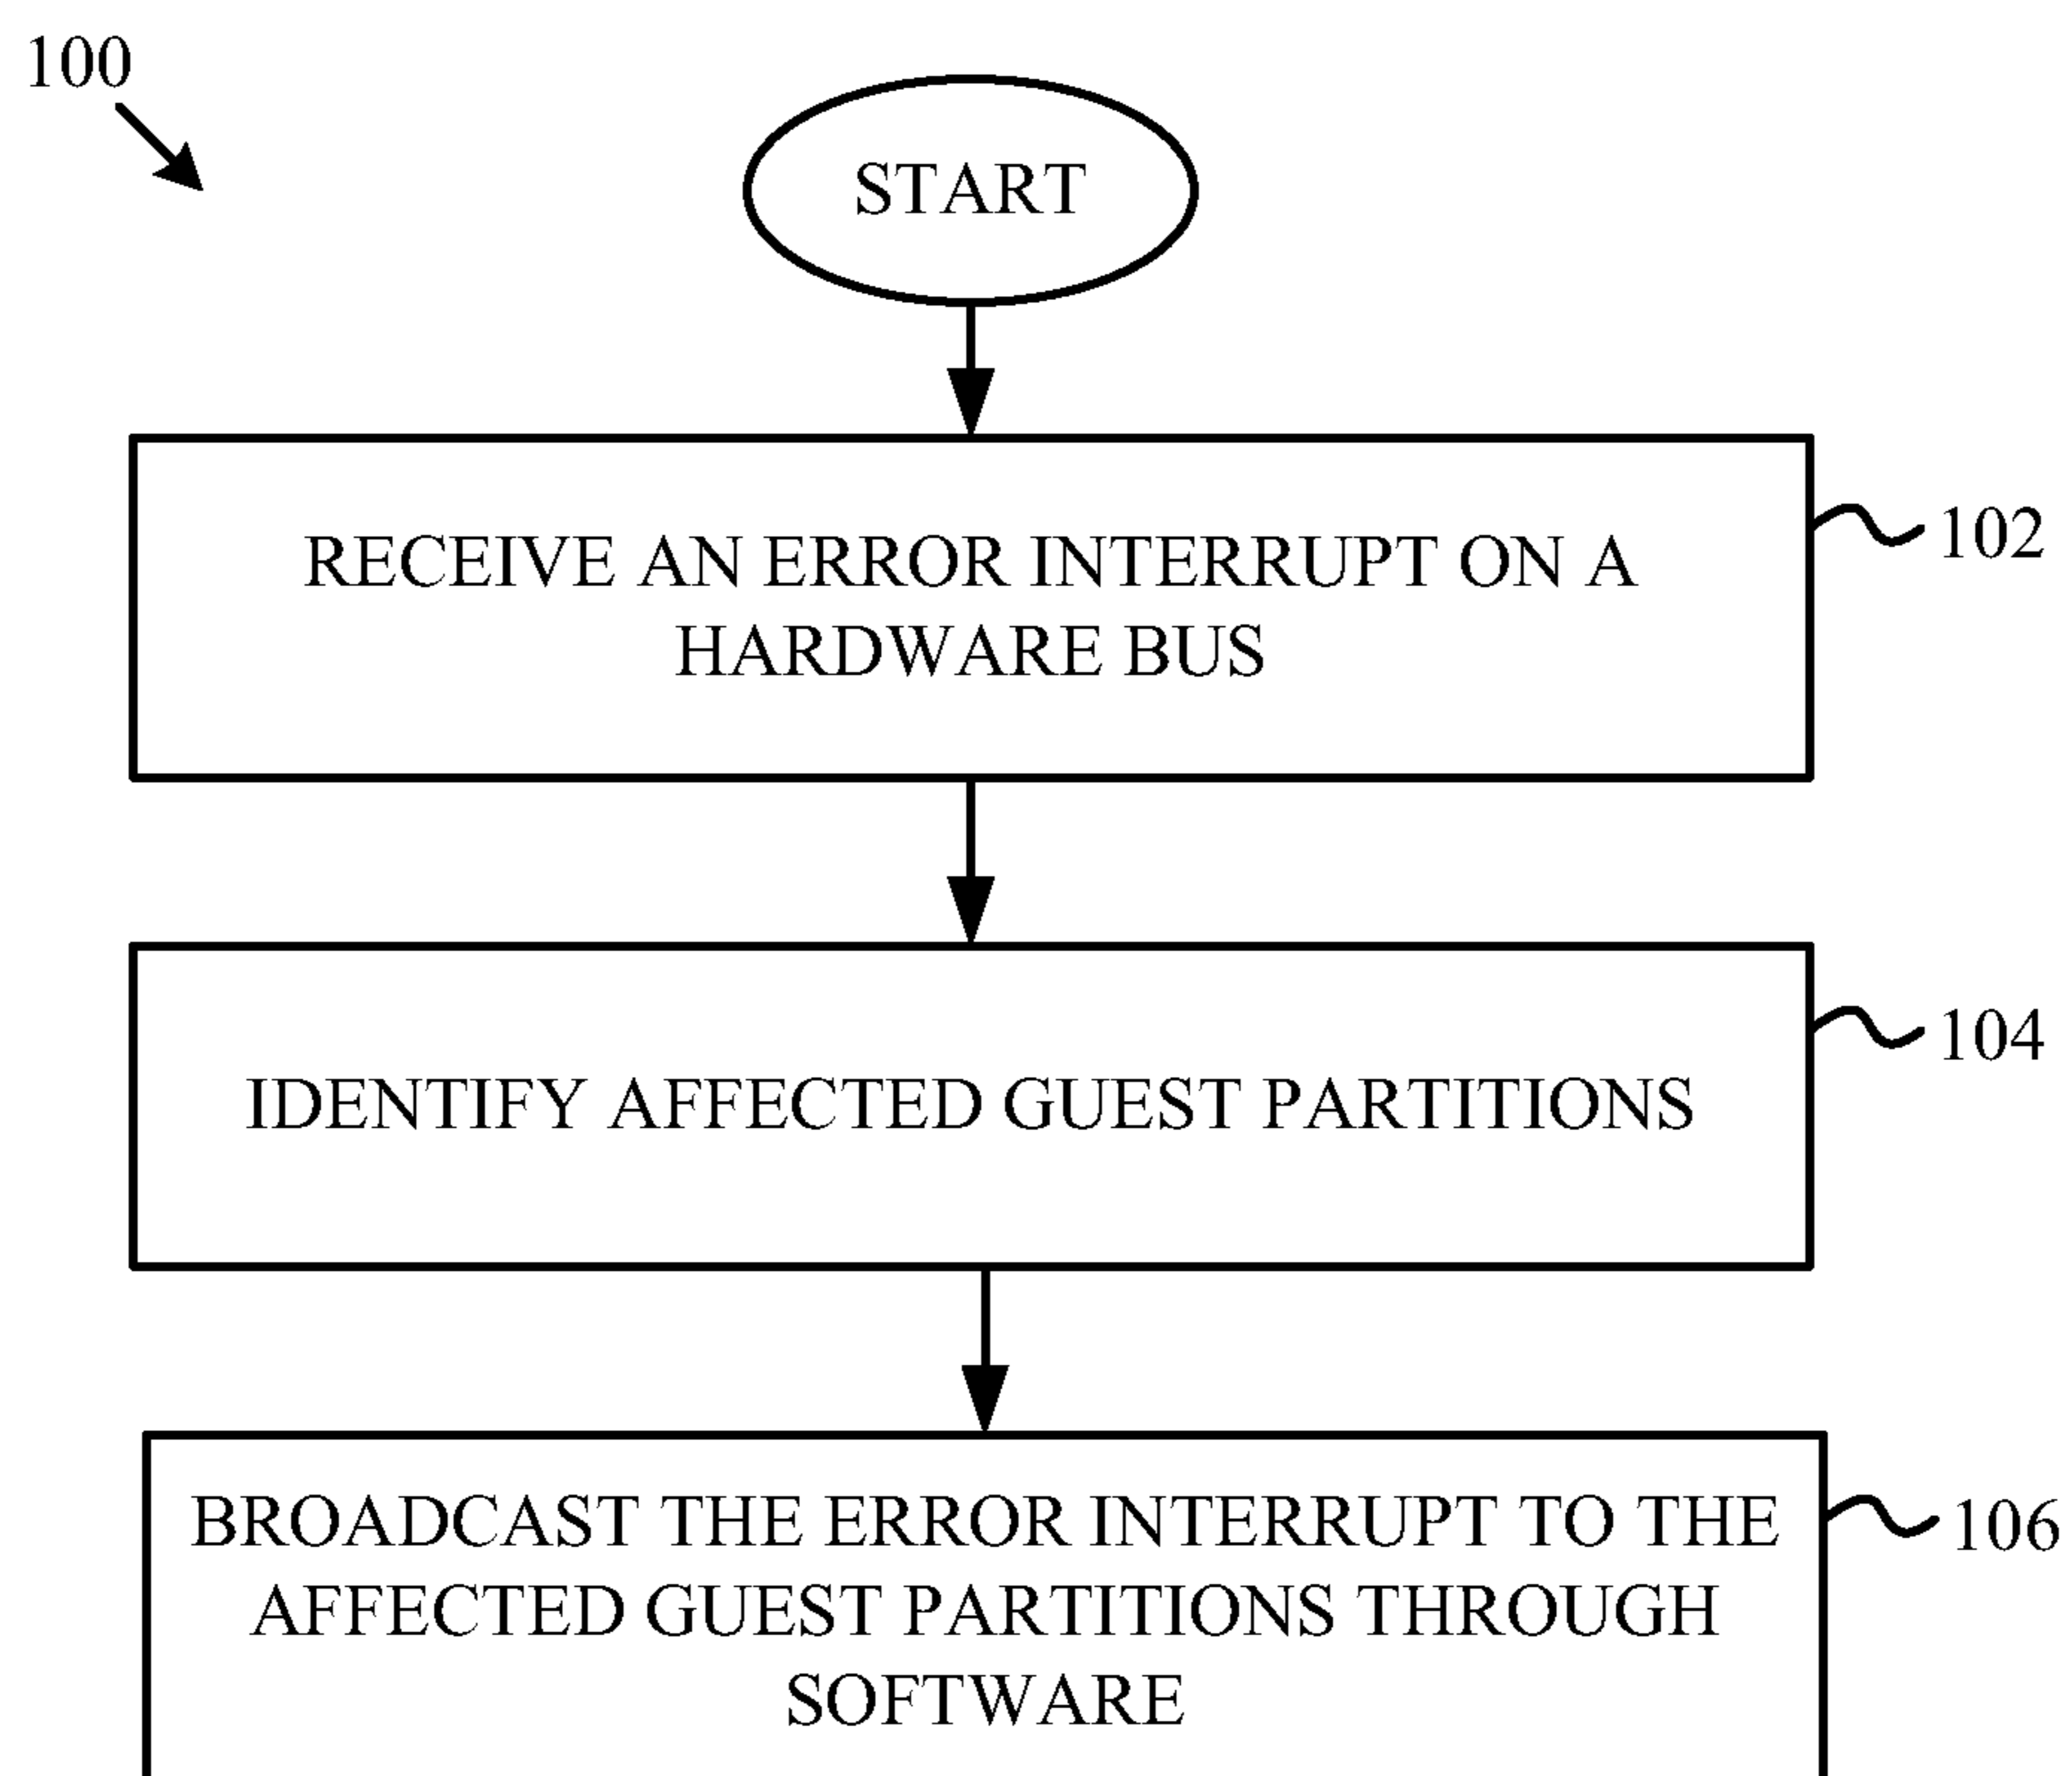 100
START
RECEIVE AN ERROR INTERRUPT ON A
HARDWARE BUS
102
IDENTIFY AFFECTED GUEST PARTITIONS
104
BROADCAST THE ERROR INTERRUPT TO THE
AFFECTED GUEST PARTITIONS THROUGH
SOFTWARE
106